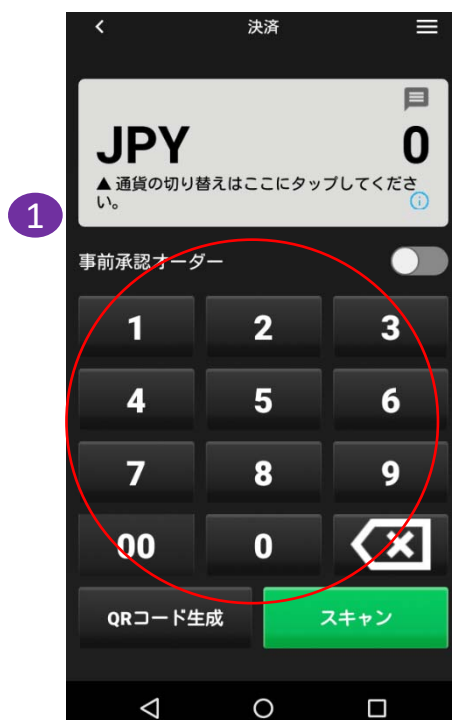 決済
JPY 0
▲ 通貨の切り替えはここにタップしてくださ
い。
1
事前承認オーダー
1 2 3
4 5 6
7 8 9
00 0
QRコード生成 スキャン